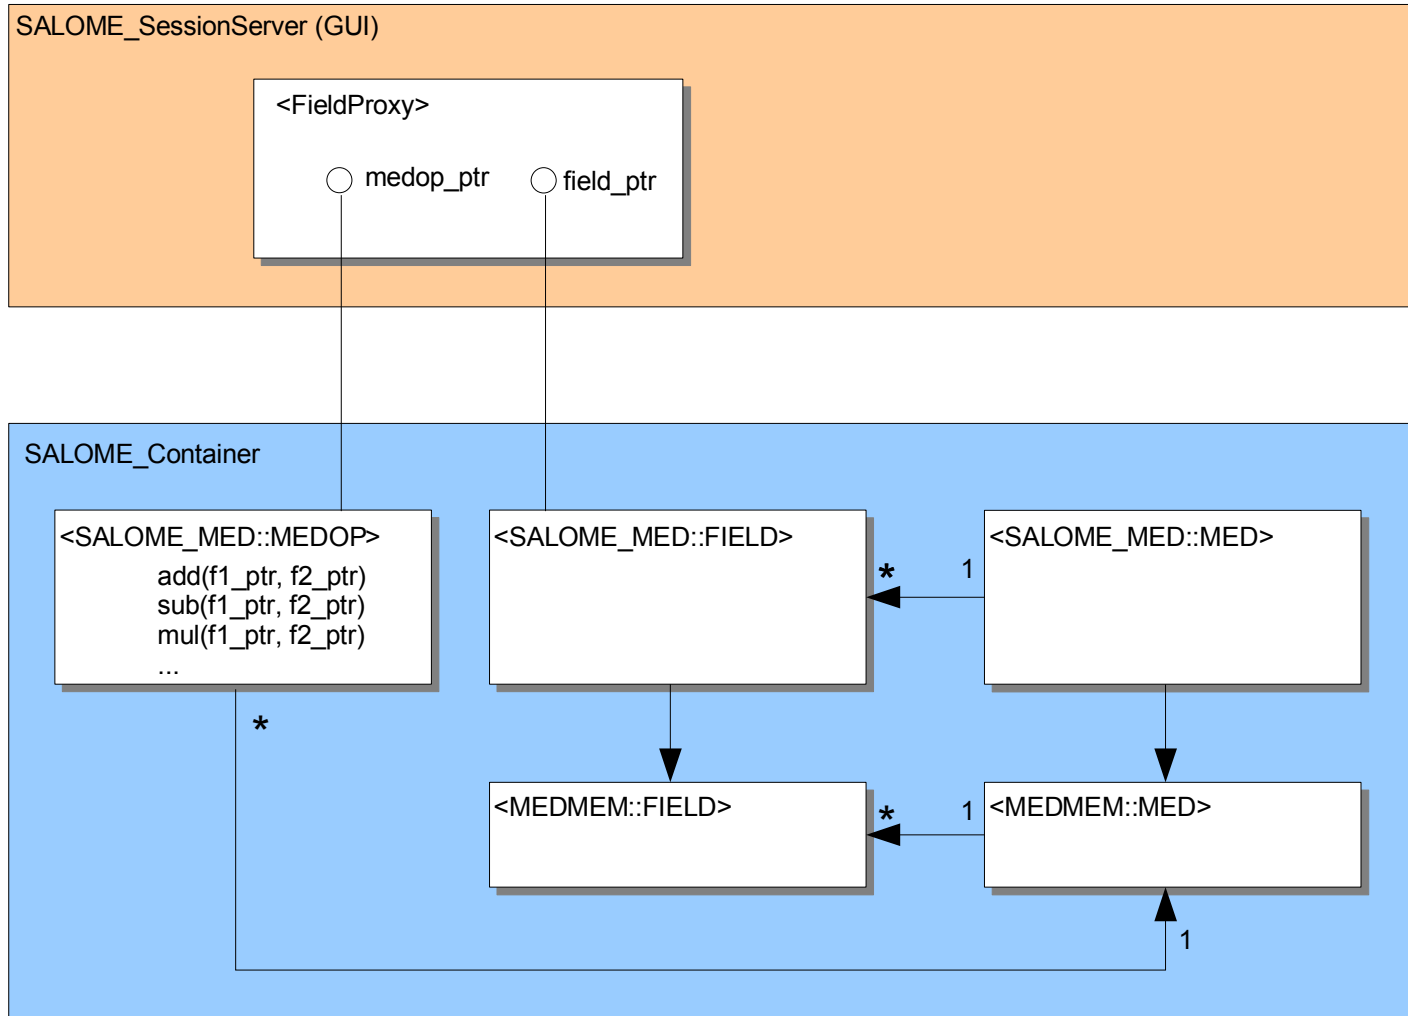 SALOME_SessionServer (GUI)
<FieldProxy>
medop_ptr
field_ptr
SALOME_Container
<SALOME_MED::MEDOP>
add(f1_ptr, f2_ptr)
sub(f1_ptr, f2_ptr)
mul(f1_ptr, f2_ptr)
...
<SALOME_MED::FIELD>
*
1
<SALOME_MED::MED>
*
<MEDMEM::FIELD>
*
1
<MEDMEM::MED>
1